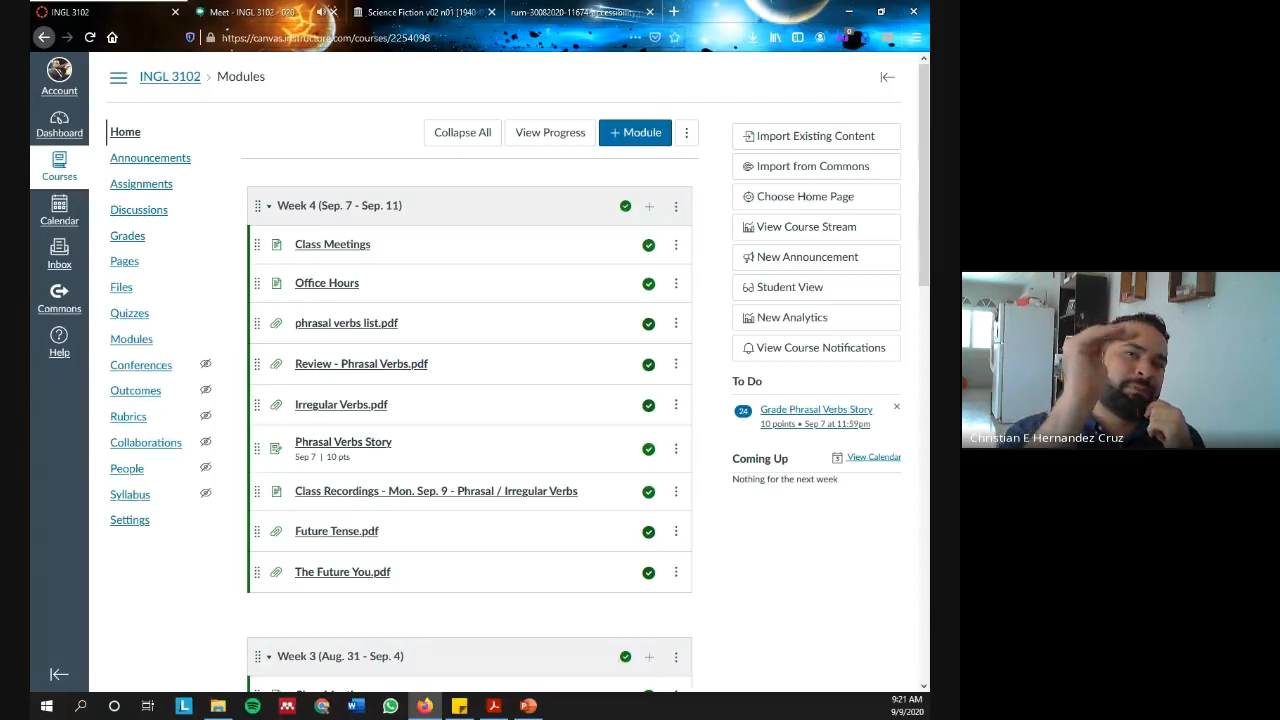 INGL 3102
Meet - INGL 3102 - 020
Science Fiction v02 n01 [1940-
rum-30082020-11674accessibility
https://canvas.instructure.com/courses/2254098
INGL 3102 > Modules
Account
Dashboard
Courses
Calendar
Inbox
Commons
Help
Home
Announcements
Assignments
Discussions
Grades
Pages
Files
Quizzes
Modules
Conferences
Outcomes
Rubrics
Collaborations
People
Syllabus
Settings
Collapse All
View Progress
+ Module
Week 4 (Sep. 7 - Sep. 11)
Class Meetings
Office Hours
phrasal verbs list.pdf
Review - Phrasal Verbs.pdf
Irregular Verbs.pdf
Phrasal Verbs Story
Sep 7 | 10 pts
Class Recordings - Mon. Sep. 9 - Phrasal / Irregular Verbs
Future Tense.pdf
The Future You.pdf
Week 3 (Aug. 31 - Sep. 4)
Import Existing Content
Import from Commons
Choose Home Page
View Course Stream
New Announcement
Student View
New Analytics
View Course Notifications
To Do
24
Grade Phrasal Verbs Story
10 points • Sep 7 at 11:59pm
Coming Up
View Calendar
Nothing for the next week
Christian E Hernandez Cruz
9:21 AM
9/9/2020